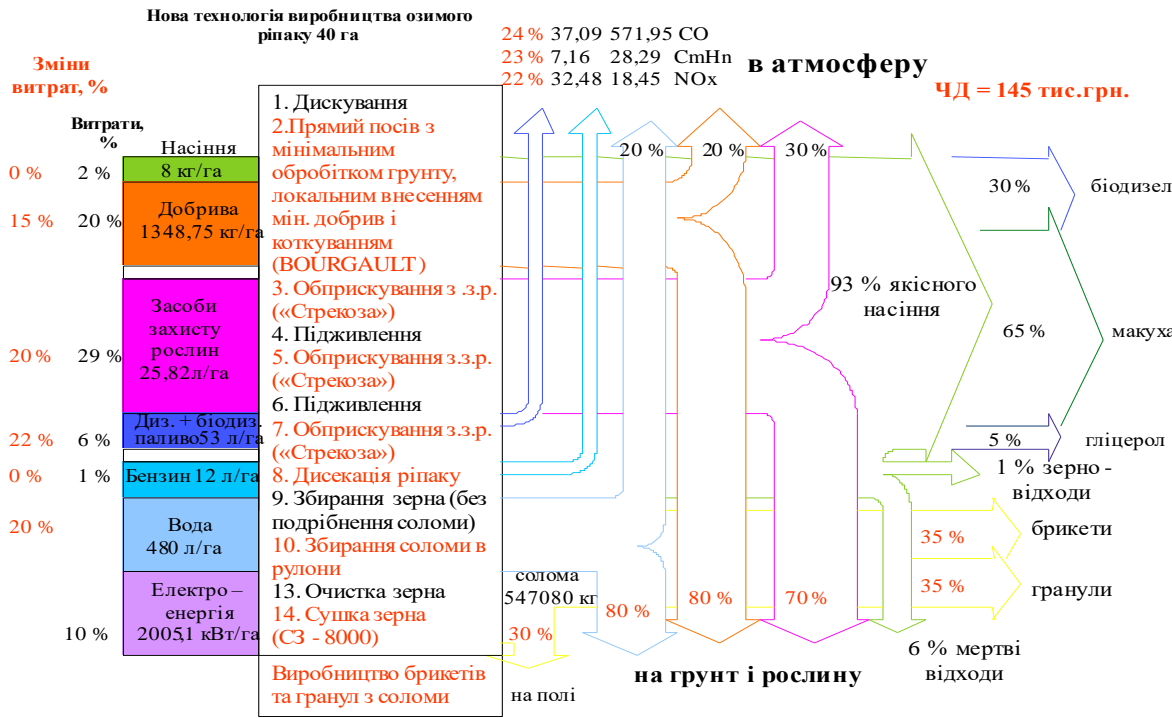 Нова технологія виробництва озимого
ріпаку 40 га
24 % 37,09 571,95 CO
23 % 7,16 28,29 CmHn
22 % 32,48 18,45 NOx
в атмосферу
ЧД = 145 тис.грн.
Зміни
витрат, %
Витрати,
%
Насіння
0 %
2 %
8 кг/га
15 %
20 %
Добрива
1348,75 кг/га
20 %
29 %
Засоби
захисту
рослин
25,82л/га
22 %
6 %
Диз. + біодиз.
паливо53 л/га
0 %
1 %
Бензин 12 л/га
20 %
Вода
480 л/га
10 %
Електро –
енергія
2005,1 кВт/га
1. Дискування
2.Прямий посів з
мінімальним
обробітком грунту,
локальним внесенням
мін. добрив і
коткуванням
(BOURGAULT )
3. Обприскування з .з.р.
(«Стрекоза»)
4. Підживлення
5. Обприскування з.з.р.
(«Стрекоза»)
6. Підживлення
7. Обприскування з.з.р.
(«Стрекоза»)
8. Дисекація ріпаку
9. Збирання зерна (без
подрібнення соломи)
10. Збирання соломи в
рулони
13. Очистка зерна
14. Сушка зерна
(СЗ - 8000)
Виробництво брикетів
та гранул з соломи
20 %
20 %
30 %
93 % якісного
насіння
30 %
біодизел
65 %
макуха
5 %
гліцерол
1 % зерно -
відходи
35 %
брикети
35 %
гранули
солома
547080 кг
30 %
80 %
80 %
70 %
6 % мертві
відходи
на полі
на грунт і рослину